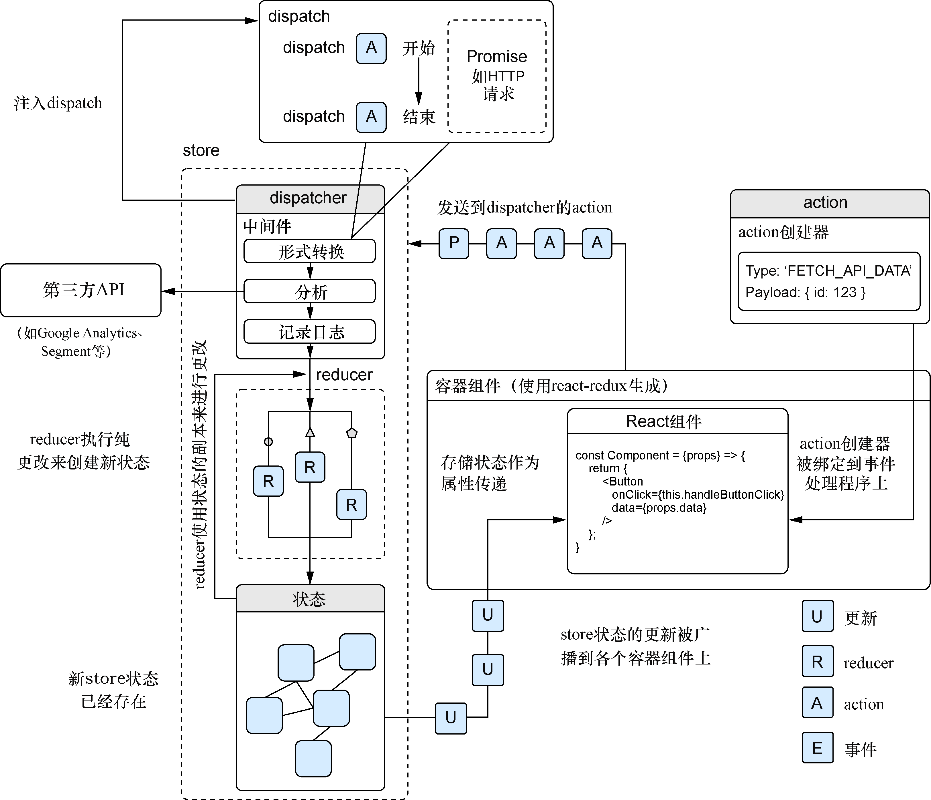 dispatch
dispatch A 开始
dispatch A 结束
Promise
如HTTP
请求
注入dispatch
store
dispatcher
中间件
形式转换
分析
记录日志
第三方API
（如Google Analytics、
Segment等）
发送到dispatcher的action
P A A A
action
action创建器
Type: ‘FETCH_API_DATA’
Payload: { id: 123 }
reducer
reducer使用状态的副本来进行更改
reducer执行纯
更改来创建新状态
R
R
R
容器组件（使用react-redux生成）
存储状态作为
属性传递
React组件
const Component = {props) => {
return {
<Button
onClick={this.handleButtonClick}
data={props.data}
/>
};
}
action创建器
被绑定到事件
处理程序上
状态
新store状态
已经存在
U
U
U
store状态的更新被广
播到各个容器组件上
U 更新
R reducer
A action
E 事件